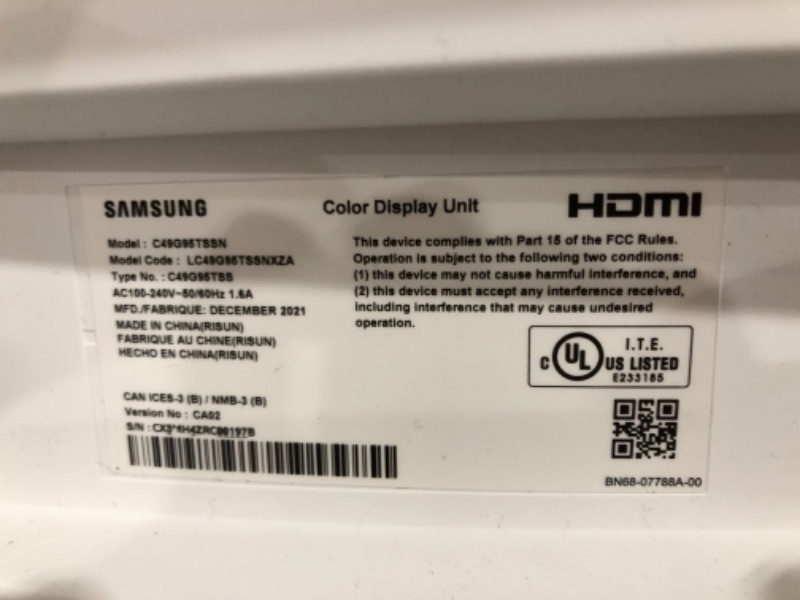 SAMSUNG
Color Display Unit
HDMI
Model : C49G95TSSN
Model Code : LC49G95TSSNXZA
Type No. : C49G95TSS
AC100-240V~50/60Hz 1.6A
MFD./FABRIQUE: DECEMBER 2021
MADE IN CHINA(RISUN)
FABRIQUE AU CHINE(RISUN)
HECHO EN CHINA(RISUN)
This device complies with Part 15 of the FCC Rules.
Operation is subject to the following two conditions:
(1) this device may not cause harmful interference, and
(2) this device must accept any interference received,
including interference that may cause undesired
operation.
C UL US LISTED
I.T.E.
E233185
CAN ICES-3 (B) / NMB-3 (B)
Version No : CA02
S/N :
BN68-07788A-00